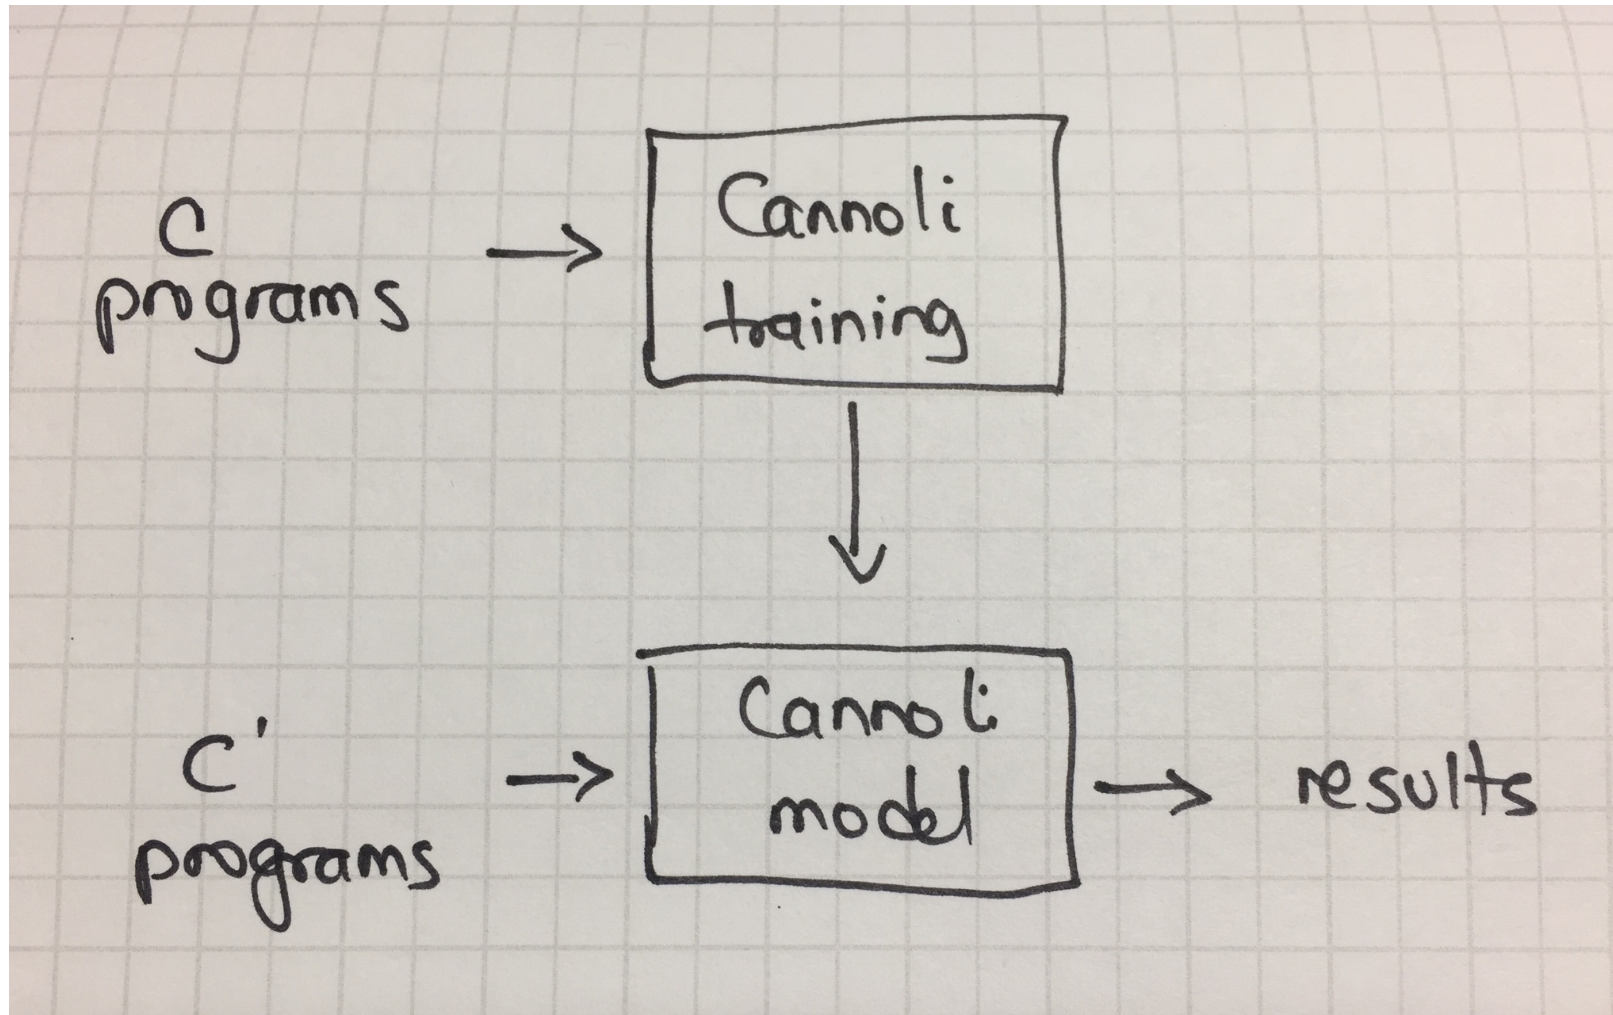 C
programs
Cannoli
training
C'
programs
Cannoli
model
results